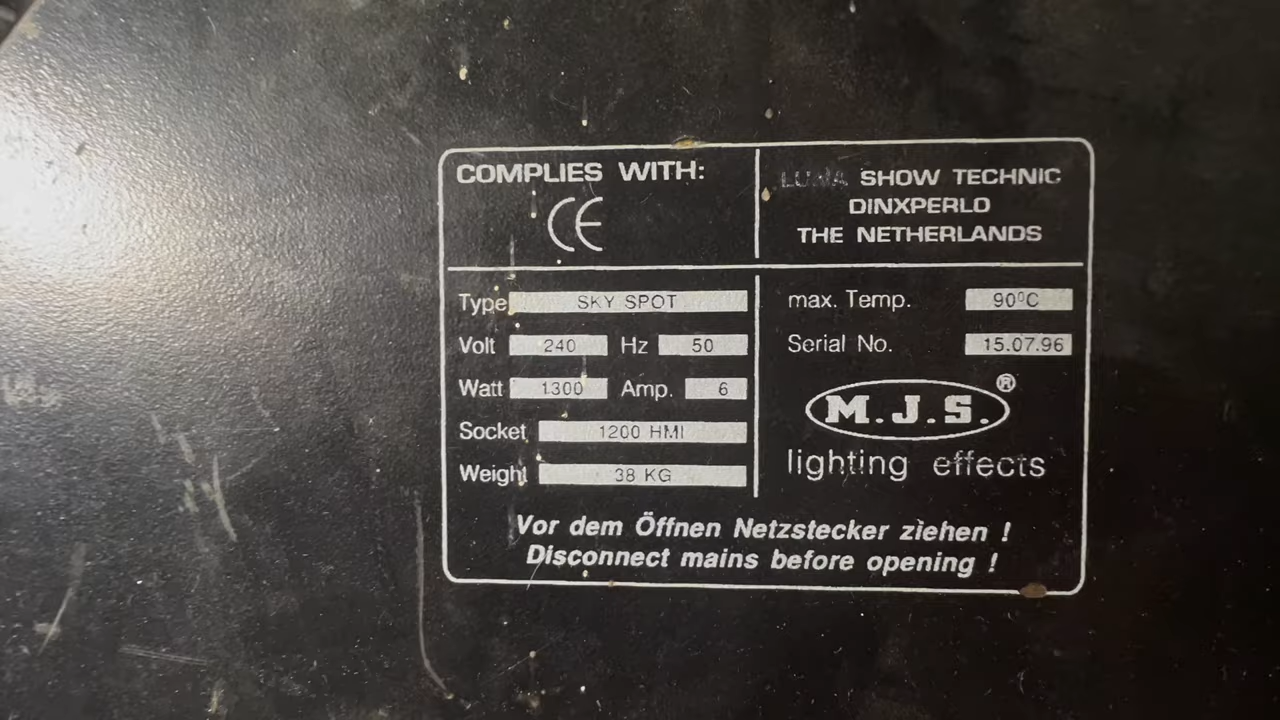 COMPLIES WITH:
CE
LUNA SHOW TECHNIC
DINXPERLO
THE NETHERLANDS
Type SKY SPOT
Volt 240 Hz 50
Watt 1300 Amp. 6
Socket 1200 HMI
Weight 38 KG
max. Temp. 90°C
Serial No. 15.07.96
M.J.S.®
lighting effects
Vor dem Öffnen Netzstecker ziehen !
Disconnect mains before opening !